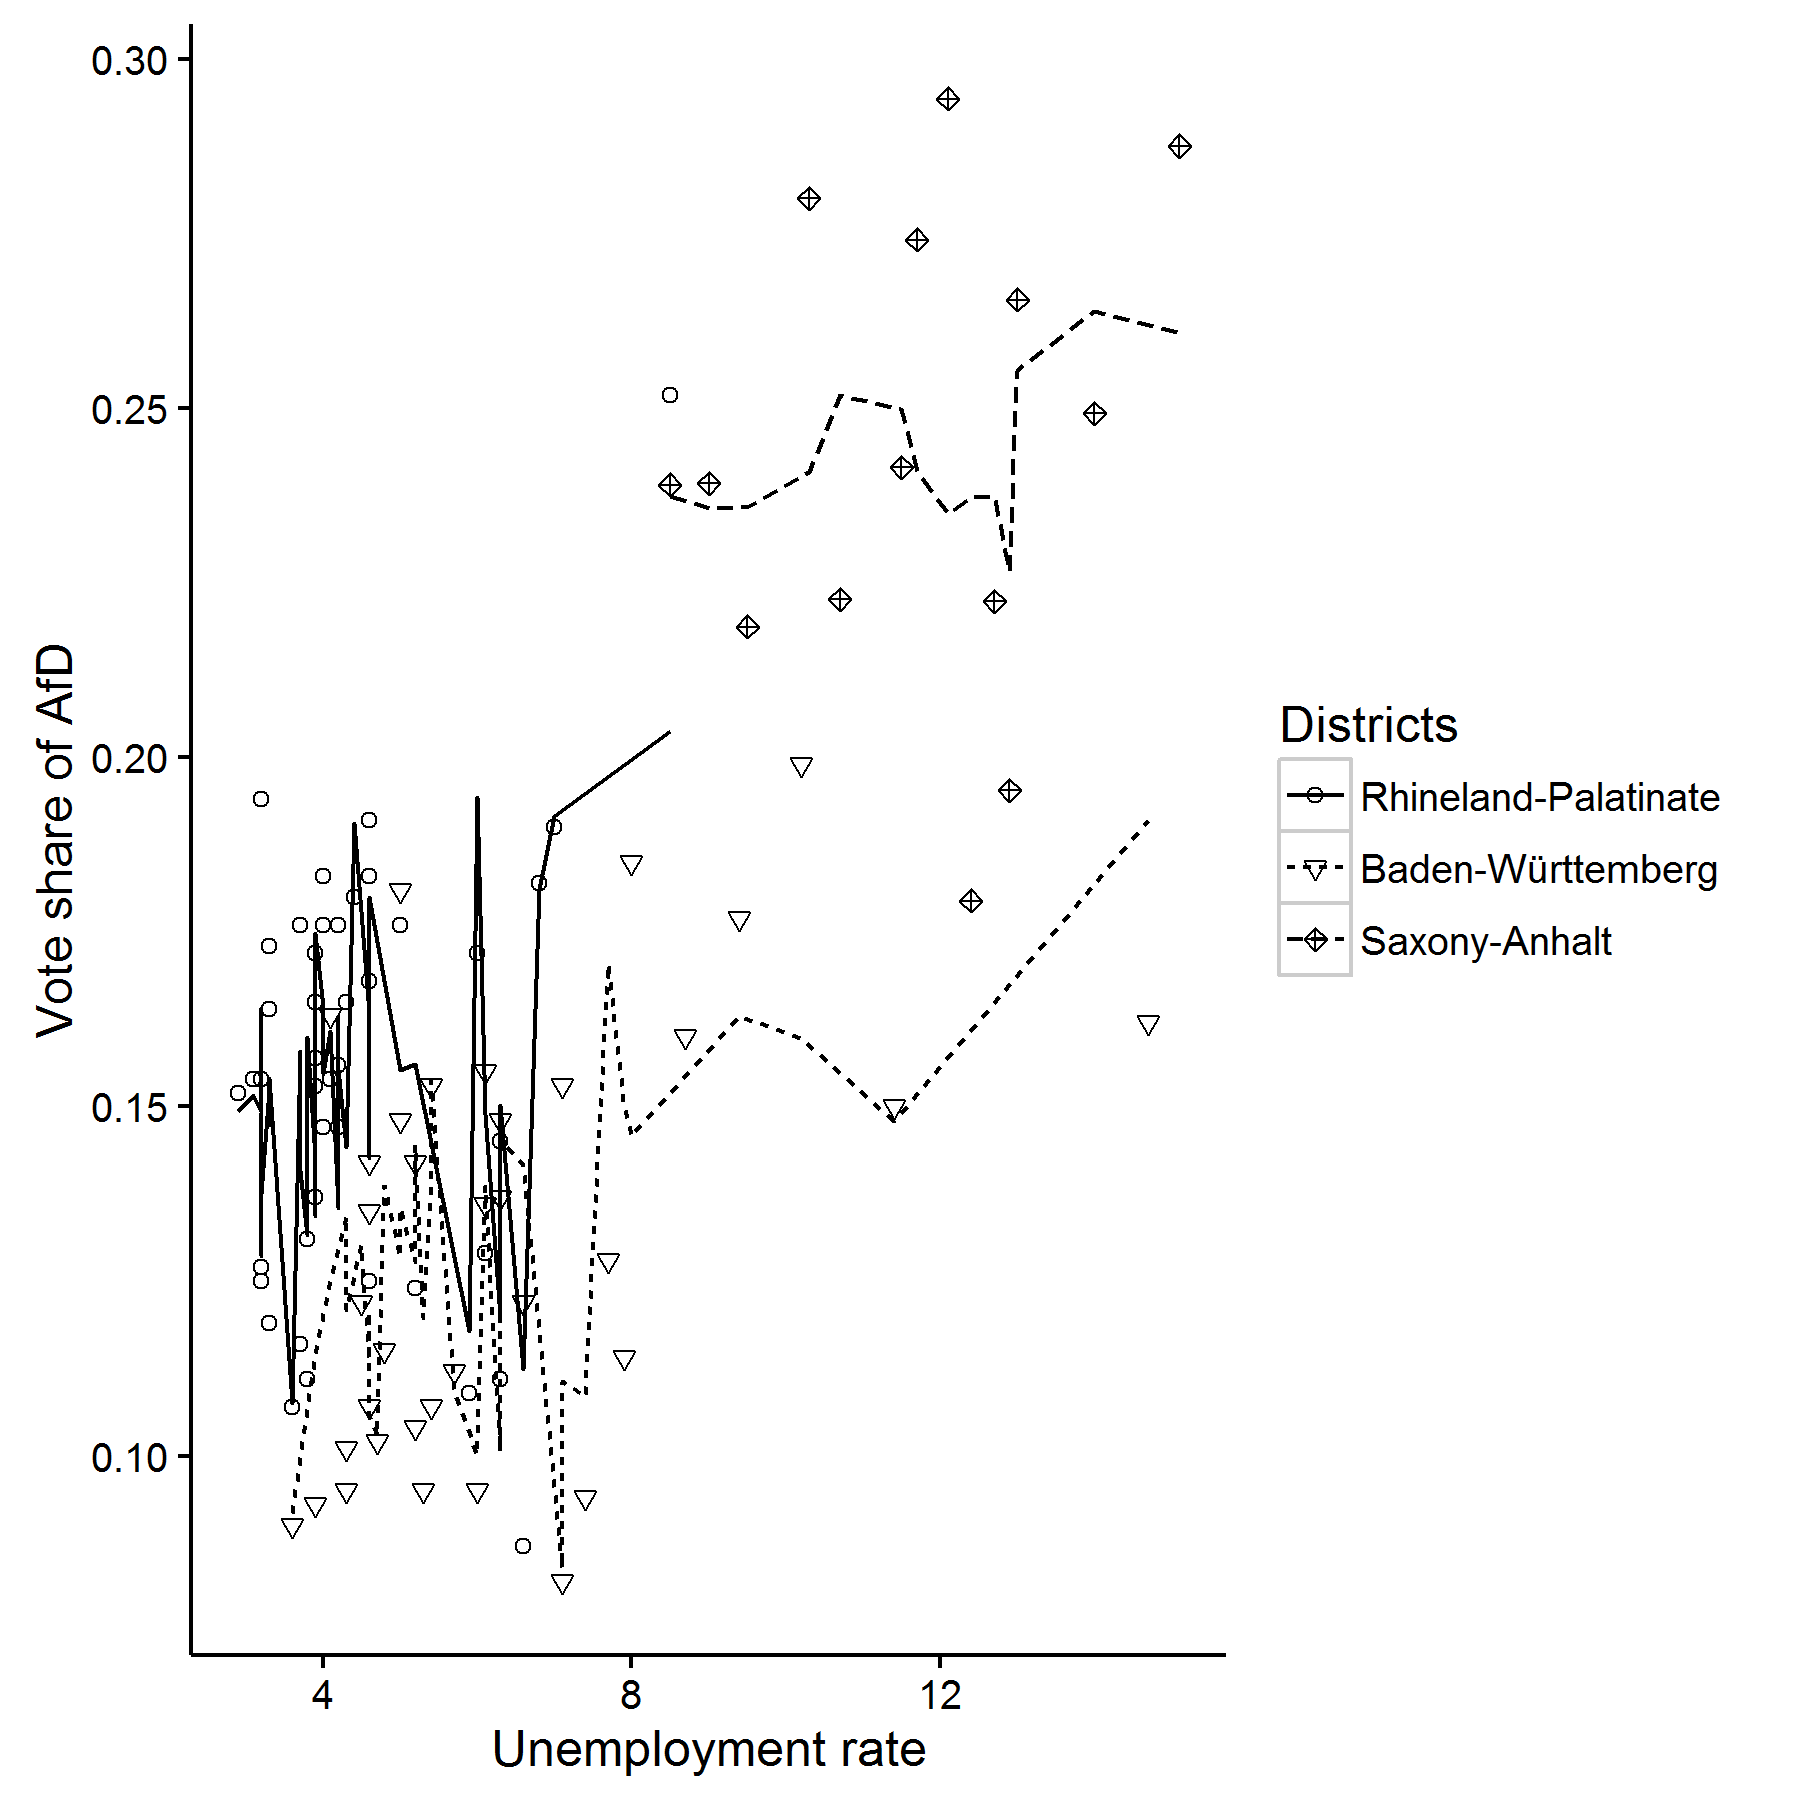 0.30
0.25
0.20
0.15
0.10
Vote share of AfD
4 8 12
Unemployment rate
Districts
Rhineland-Palatinate
Baden-Württemberg
Saxony-Anhalt